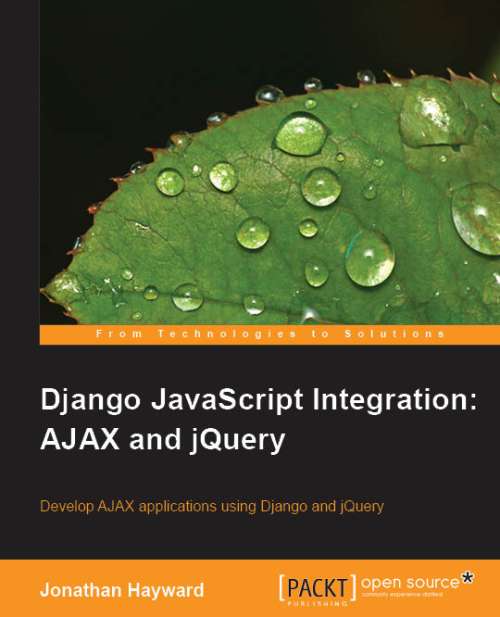 From Technologies to Solutions
Django JavaScript Integration:
AJAX and jQuery
Develop AJAX applications using Django and jQuery
Jonathan Hayward
[PACKT]
PUBLISHING
open source*
community experience distilled